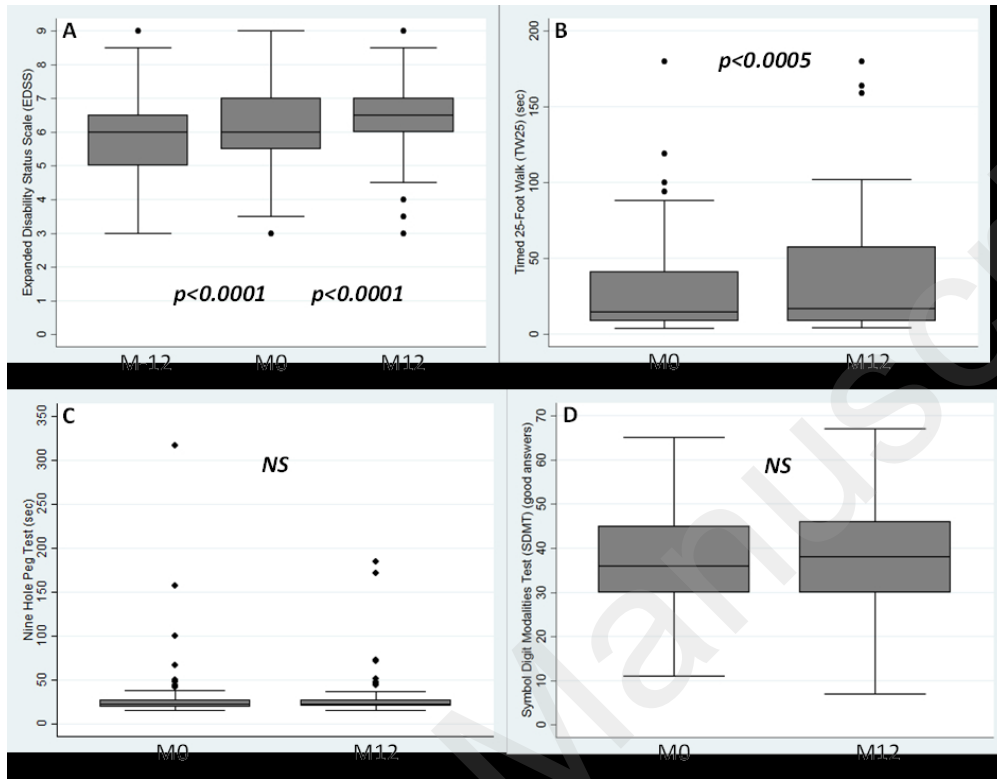 A
Expanded Disability Status Scale (EDSS)
9
8
7
6
5
4
3
2
1
0
p<0.0001 p<0.0001
M-12 M0 M12
B
Timed 25-Foot Walk (TW25) (sec)
200
150
100
50
0
p<0.0005
M0 M12
C
Nine Hole Peg Test (sec)
350
300
250
200
150
100
50
0
NS
M0 M12
D
Symbol Digit Modalities Test (SDMT) (good answers)
70
60
50
40
30
20
10
0
NS
M0 M12